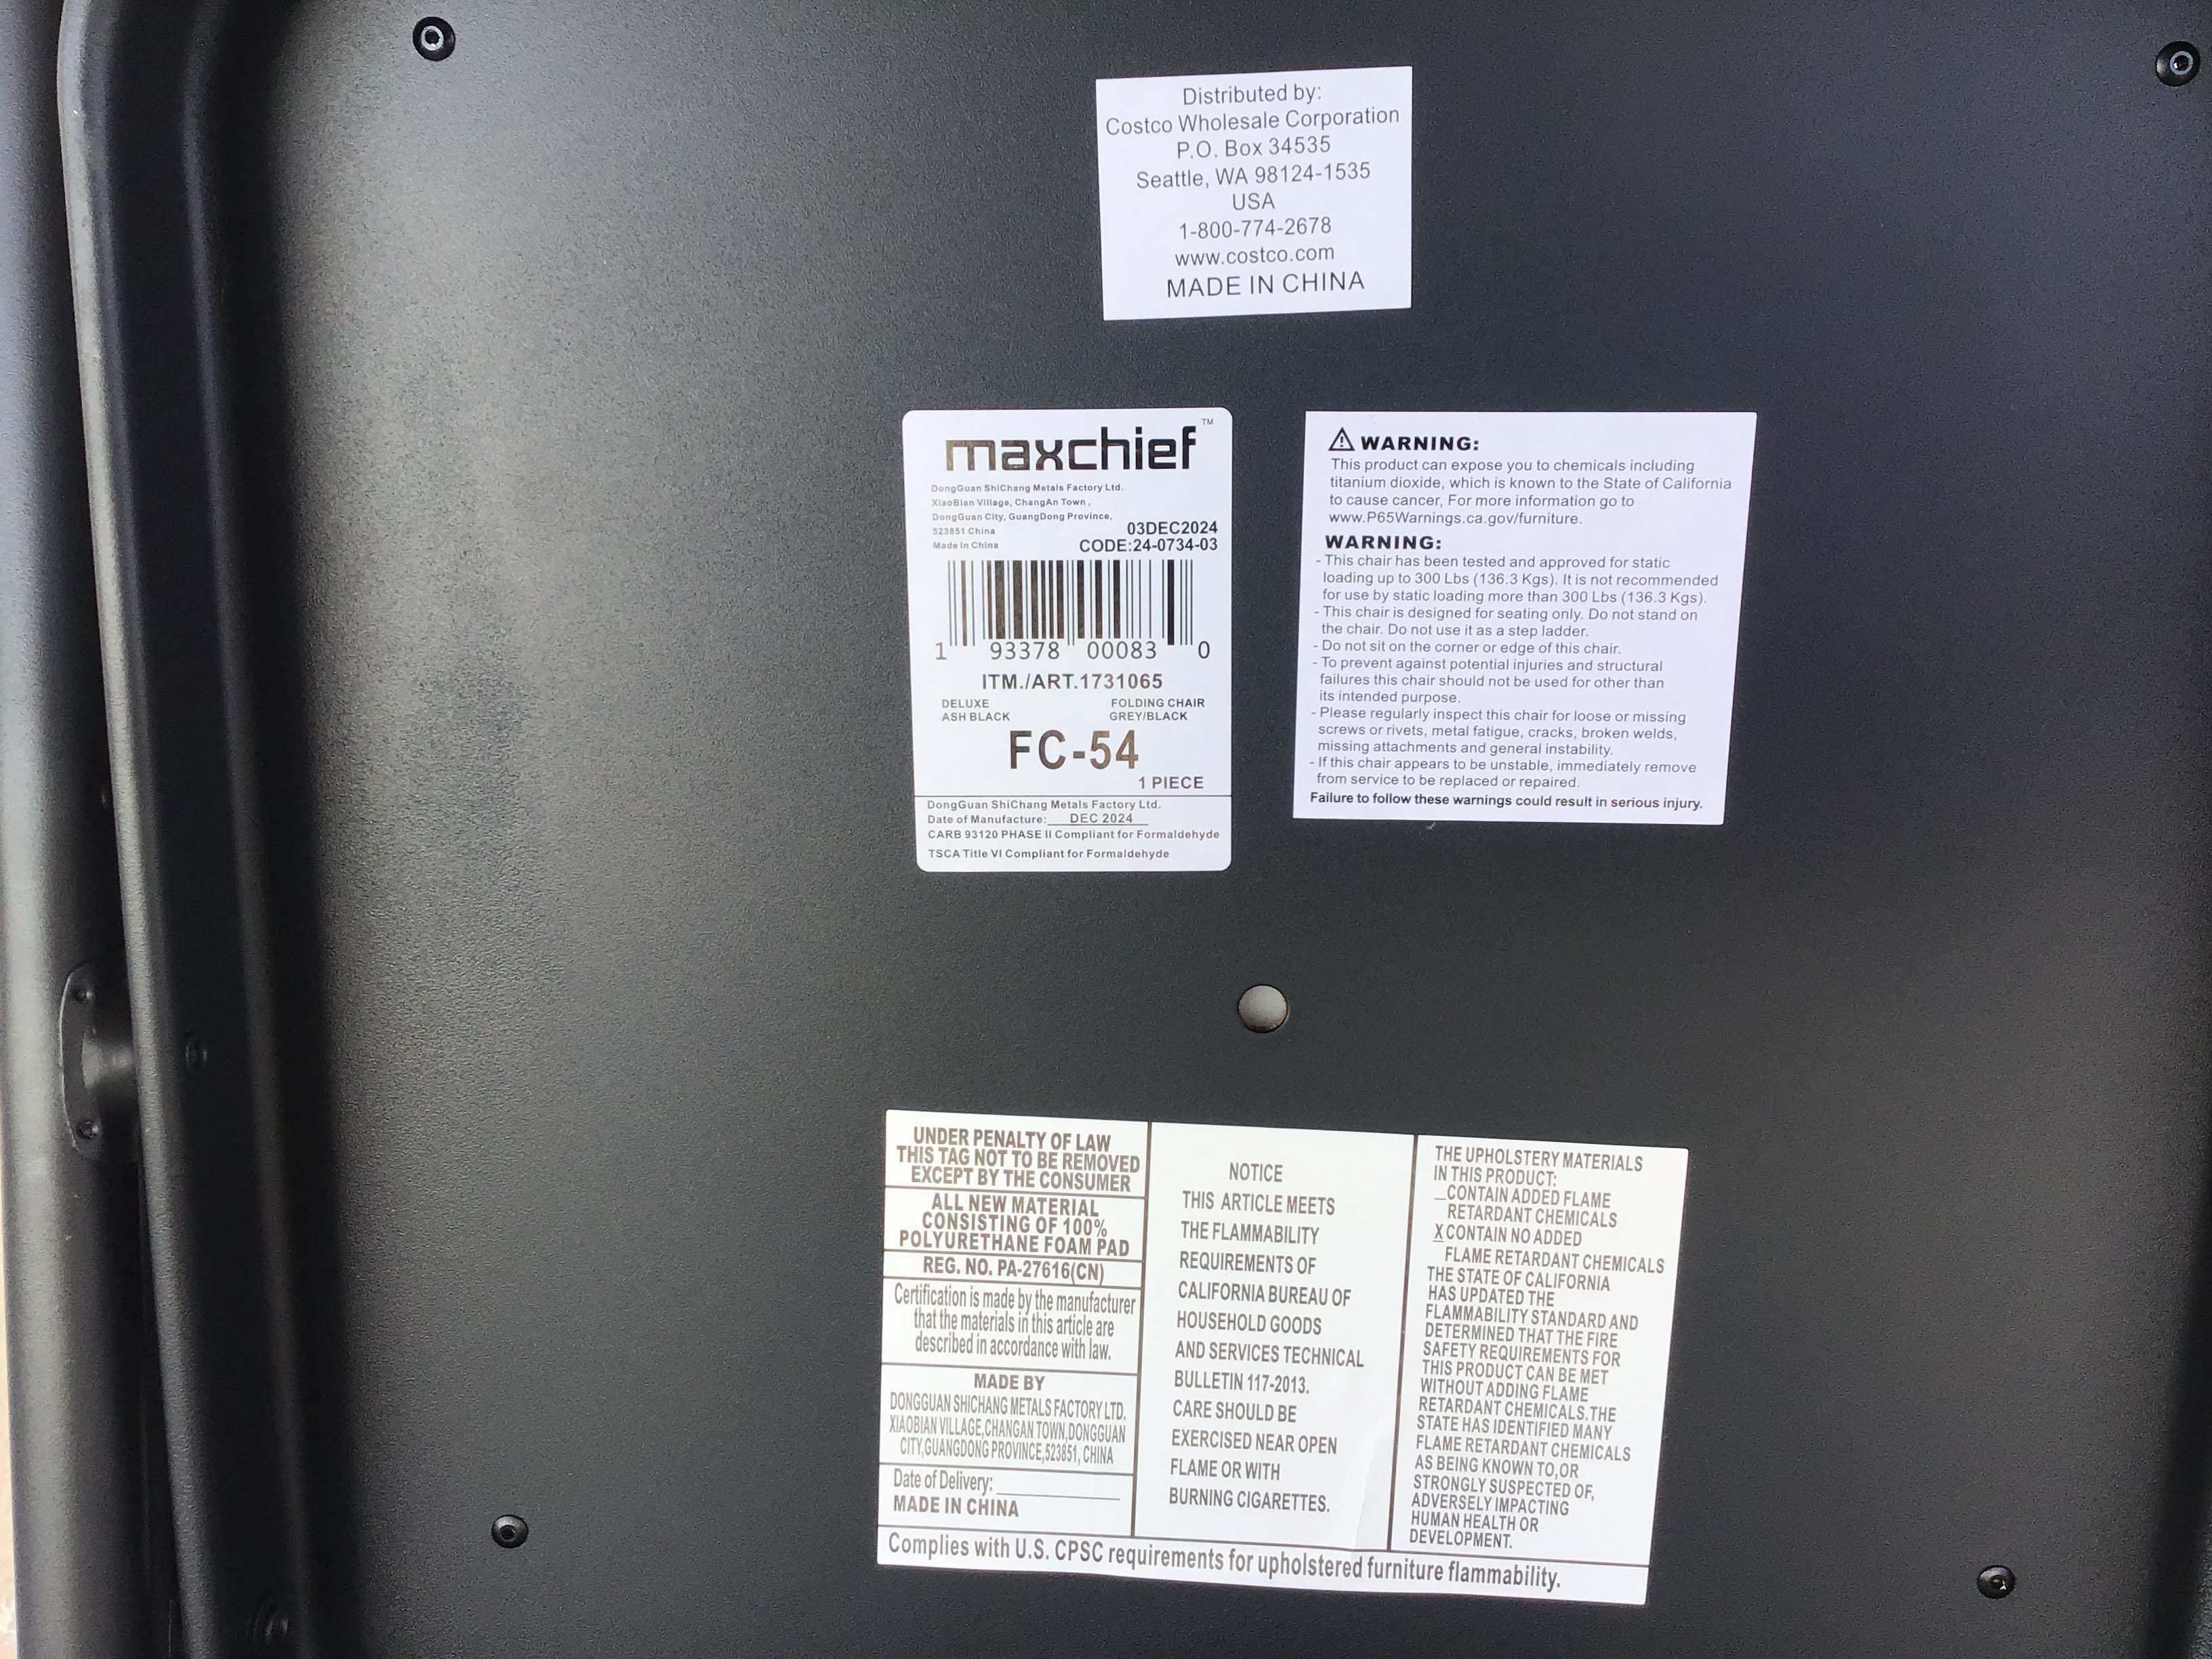 Distributed by:
Costco Wholesale Corporation
P.O. Box 34535
Seattle, WA 98124-1535
USA
1-800-774-2678
www.costco.com
MADE IN CHINA
maxchief™
DongGuan ShiChang Metals Factory Ltd.
XiaoBian Village, ChangAn Town,
DongGuan City, GuangDong Province,
523851 China
Made in China
03DEC2024
CODE:24-0734-03
1 93378 00083 0
ITM./ART.1731065
DELUXE FOLDING CHAIR
ASH BLACK GREY/BLACK
FC-54
1 PIECE
DongGuan ShiChang Metals Factory Ltd.
Date of Manufacture: DEC 2024
CARB 93120 PHASE II Compliant for Formaldehyde
TSCA Title VI Compliant for Formaldehyde
⚠ WARNING:
This product can expose you to chemicals including
titanium dioxide, which is known to the State of California
to cause cancer, For more information go to
www.P65Warnings.ca.gov/furniture.
WARNING:
- This chair has been tested and approved for static
loading up to 300 Lbs (136.3 Kgs). It is not recommended
for use by static loading more than 300 Lbs (136.3 Kgs).
- This chair is designed for seating only. Do not stand on
the chair. Do not use it as a step ladder.
- Do not sit on the corner or edge of this chair.
- To prevent against potential injuries and structural
failures this chair should not be used for other than
its intended purpose.
- Please regularly inspect this chair for loose or missing
screws or rivets, metal fatigue, cracks, broken welds,
missing attachments and general instability.
- If this chair appears to be unstable, immediately remove
from service to be replaced or repaired.
Failure to follow these warnings could result in serious injury.
UNDER PENALTY OF LAW
THIS TAG NOT TO BE REMOVED
EXCEPT BY THE CONSUMER
ALL NEW MATERIAL
CONSISTING OF 100%
POLYURETHANE FOAM PAD
REG. NO. PA-27616(CN)
Certification is made by the manufacturer
that the materials in this article are
described in accordance with law.
MADE BY
DONGGUAN SHICHANG METALS FACTORY LTD.
XIAOBIAN VILLAGE,CHANGAN TOWN,DONGGUAN
CITY,GUANGDONG PROVINCE,523851, CHINA
Date of Delivery:
MADE IN CHINA
NOTICE
THIS ARTICLE MEETS
THE FLAMMABILITY
REQUIREMENTS OF
CALIFORNIA BUREAU OF
HOUSEHOLD GOODS
AND SERVICES TECHNICAL
BULLETIN 117-2013.
CARE SHOULD BE
EXERCISED NEAR OPEN
FLAME OR WITH
BURNING CIGARETTES.
THE UPHOLSTERY MATERIALS
IN THIS PRODUCT:
_CONTAIN ADDED FLAME
RETARDANT CHEMICALS
X CONTAIN NO ADDED
FLAME RETARDANT CHEMICALS
THE STATE OF CALIFORNIA
HAS UPDATED THE
FLAMMABILITY STANDARD AND
DETERMINED THAT THE FIRE
SAFETY REQUIREMENTS FOR
THIS PRODUCT CAN BE MET
WITHOUT ADDING FLAME
RETARDANT CHEMICALS.THE
STATE HAS IDENTIFIED MANY
FLAME RETARDANT CHEMICALS
AS BEING KNOWN TO,OR
STRONGLY SUSPECTED OF,
ADVERSELY IMPACTING
HUMAN HEALTH OR
DEVELOPMENT.
Complies with U.S. CPSC requirements for upholstered furniture flammability.